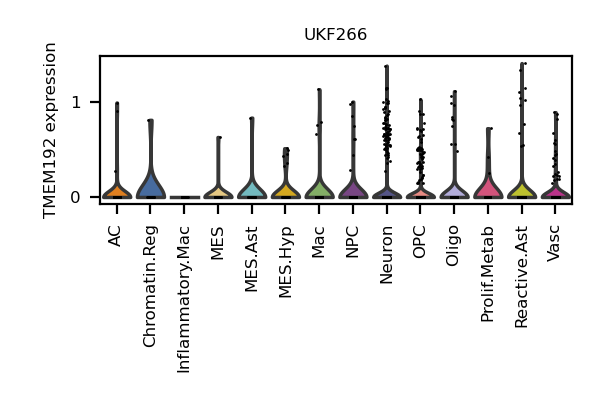 UKF266
TMEM192 expression
1
0
AC
Chromatin.Reg
Inflammatory.Mac
MES
MES.Ast
MES.Hyp
Mac
NPC
Neuron
OPC
Oligo
Prolif.Metab
Reactive.Ast
Vasc